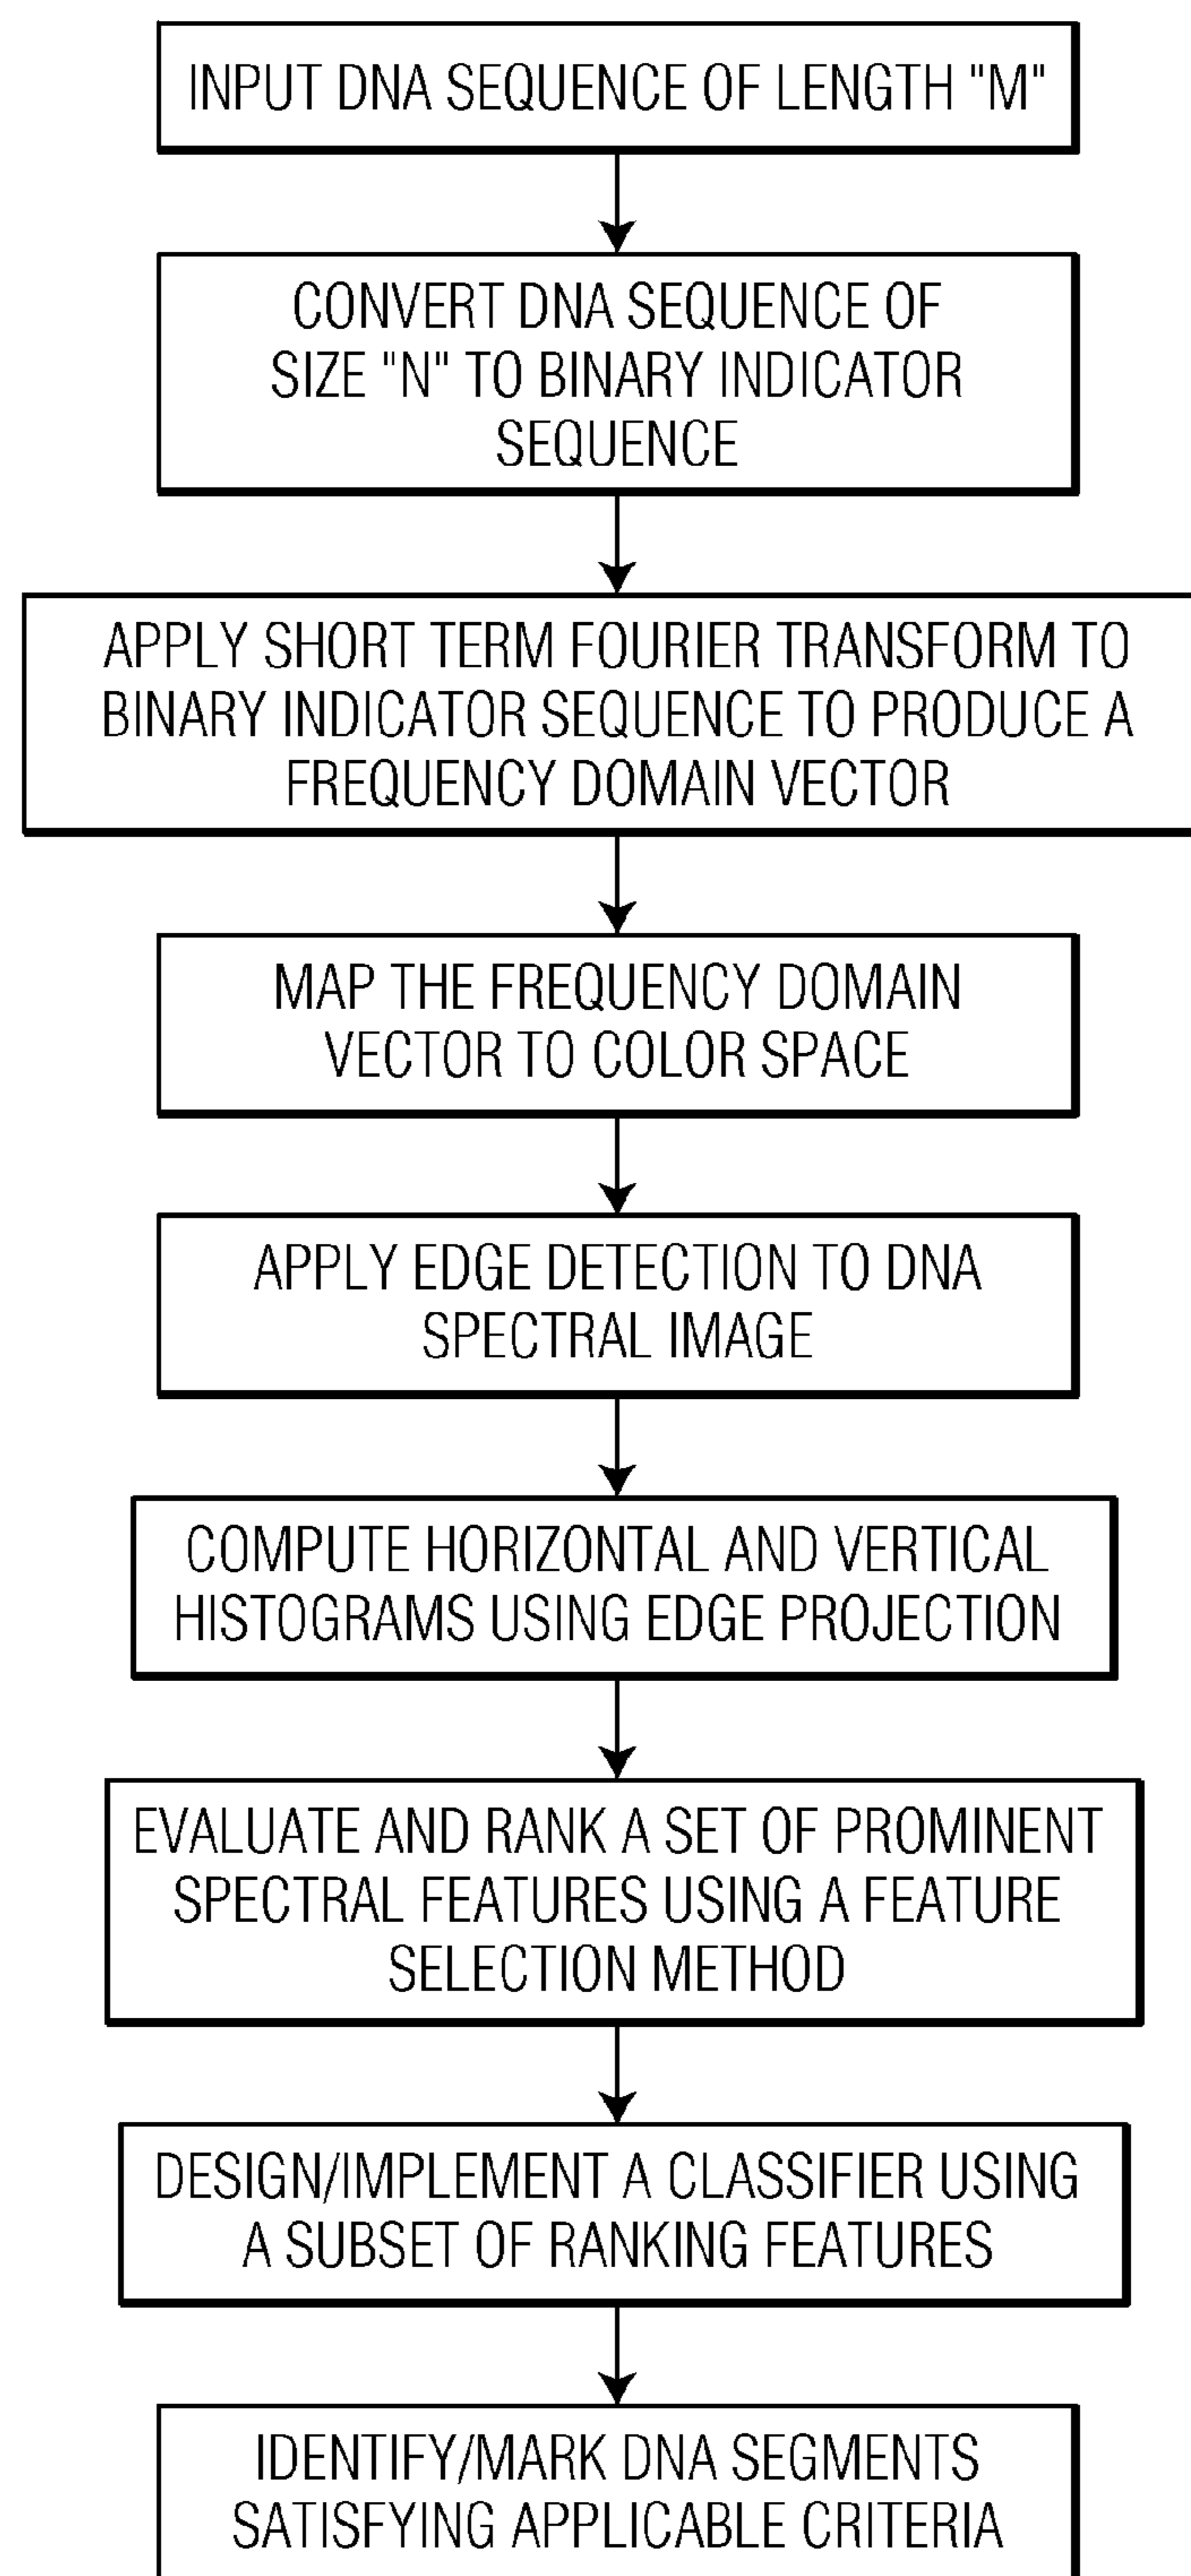 INPUT DNA SEQUENCE OF LENGTH "M"
CONVERT DNA SEQUENCE OF
SIZE "N" TO BINARY INDICATOR
SEQUENCE
APPLY SHORT TERM FOURIER TRANSFORM TO
BINARY INDICATOR SEQUENCE TO PRODUCE A
FREQUENCY DOMAIN VECTOR
MAP THE FREQUENCY DOMAIN
VECTOR TO COLOR SPACE
APPLY EDGE DETECTION TO DNA
SPECTRAL IMAGE
COMPUTE HORIZONTAL AND VERTICAL
HISTOGRAMS USING EDGE PROJECTION
EVALUATE AND RANK A SET OF PROMINENT
SPECTRAL FEATURES USING A FEATURE
SELECTION METHOD
DESIGN/IMPLEMENT A CLASSIFIER USING
A SUBSET OF RANKING FEATURES
IDENTIFY/MARK DNA SEGMENTS
SATISFYING APPLICABLE CRITERIA